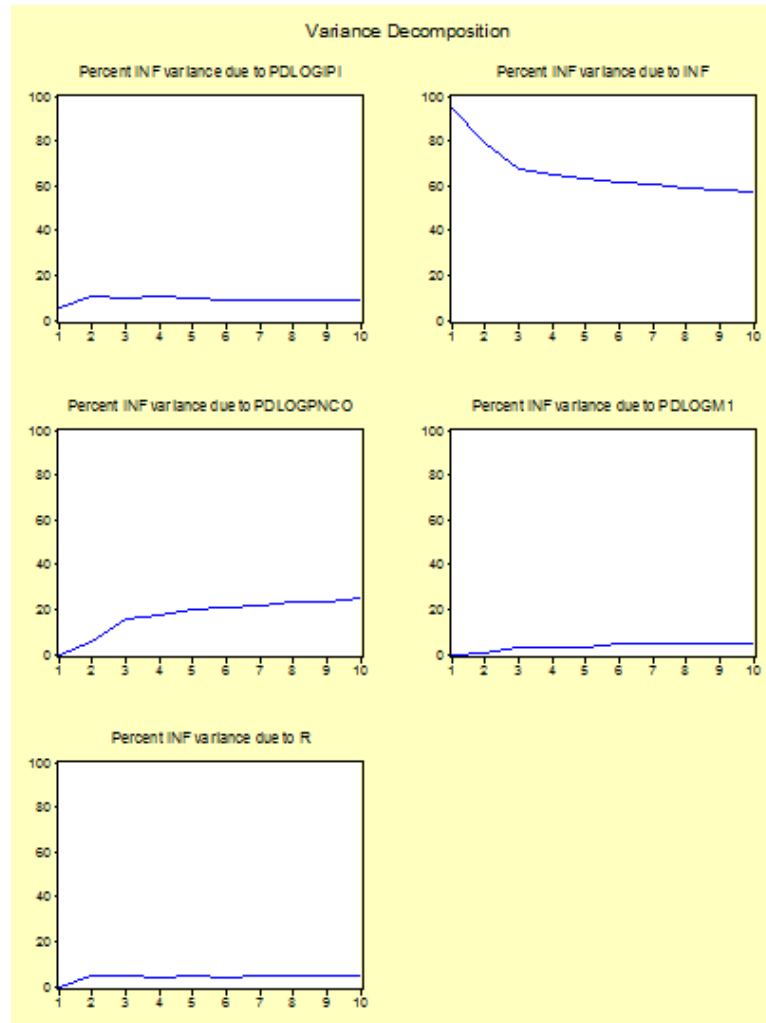 Variance Decomposition
Percent INF variance due to PDLOGIPI
100
80
60
40
20
0
1 2 3 4 5 6 7 8 9 10
Percent INF variance due to INF
100
80
60
40
20
0
1 2 3 4 5 6 7 8 9 10
Percent INF variance due to PDLOGPNCO
100
80
60
40
20
0
1 2 3 4 5 6 7 8 9 10
Percent INF variance due to PDLOGM1
100
80
60
40
20
0
1 2 3 4 5 6 7 8 9 10
Percent INF variance due to R
100
80
60
40
20
0
1 2 3 4 5 6 7 8 9 10